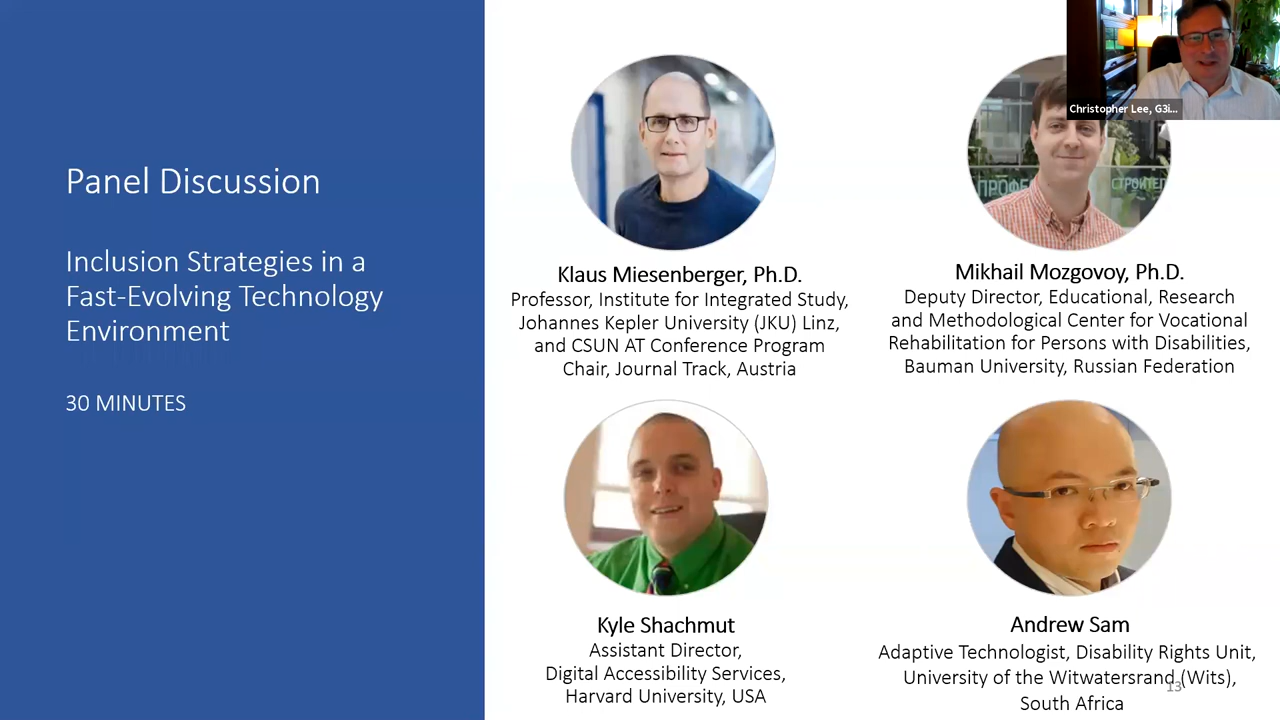 Panel Discussion
Inclusion Strategies in a
Fast-Evolving Technology
Environment
30 MINUTES
Christopher Lee, G3i...
ПРОФЕ
СТРОИТЕЛ
Klaus Miesenberger, Ph.D.
Professor, Institute for Integrated Study,
Johannes Kepler University (JKU) Linz,
and CSUN AT Conference Program
Chair, Journal Track, Austria
Mikhail Mozgovoy, Ph.D.
Deputy Director, Educational, Research
and Methodological Center for Vocational
Rehabilitation for Persons with Disabilities,
Bauman University, Russian Federation
Kyle Shachmut
Assistant Director,
Digital Accessibility Services,
Harvard University, USA
Andrew Sam
Adaptive Technologist, Disability Rights Unit,
University of the Witwatersrand (Wits),
South Africa
13